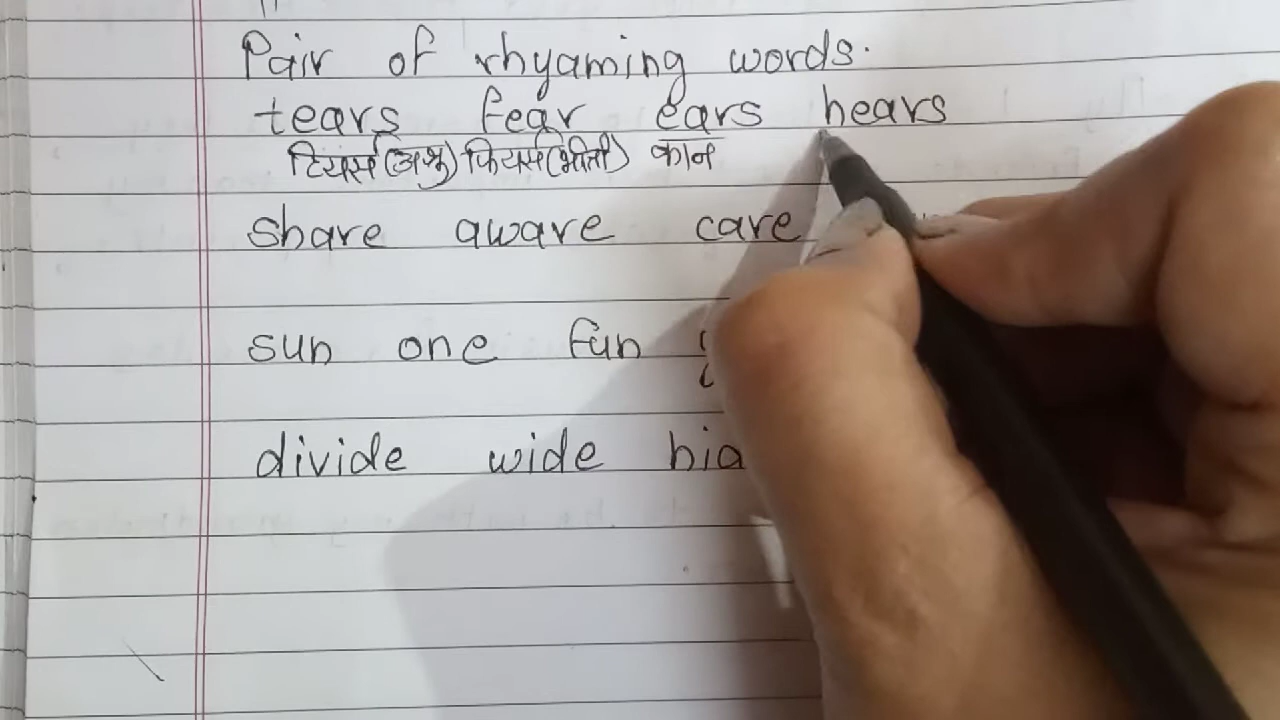 Pair of rhyaming words.
tears fear ears hears
टियर्स (अश्रू) फियर्स (भीती) कान
share aware care
sun one fun
divide wide